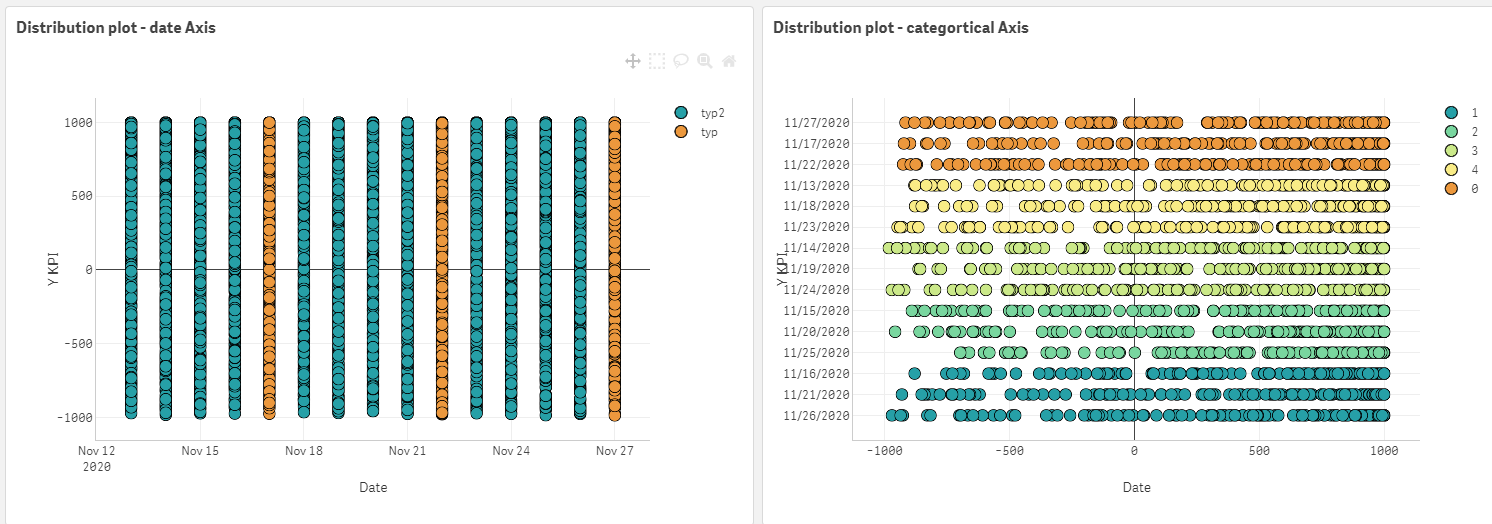 Distribution plot - date Axis
1000
500
0
-500
-1000
Y KPI
Nov 12
2020
Nov 15
Nov 18
Nov 21
Nov 24
Nov 27
Date
typ2
typ
Distribution plot - categortical Axis
11/27/2020
11/17/2020
11/22/2020
11/13/2020
11/18/2020
11/23/2020
11/14/2020
11/19/2020
11/24/2020
11/15/2020
11/20/2020
11/25/2020
11/16/2020
11/21/2020
11/26/2020
Y KPI
-1000
-500
0
500
1000
Date
1
2
3
4
0